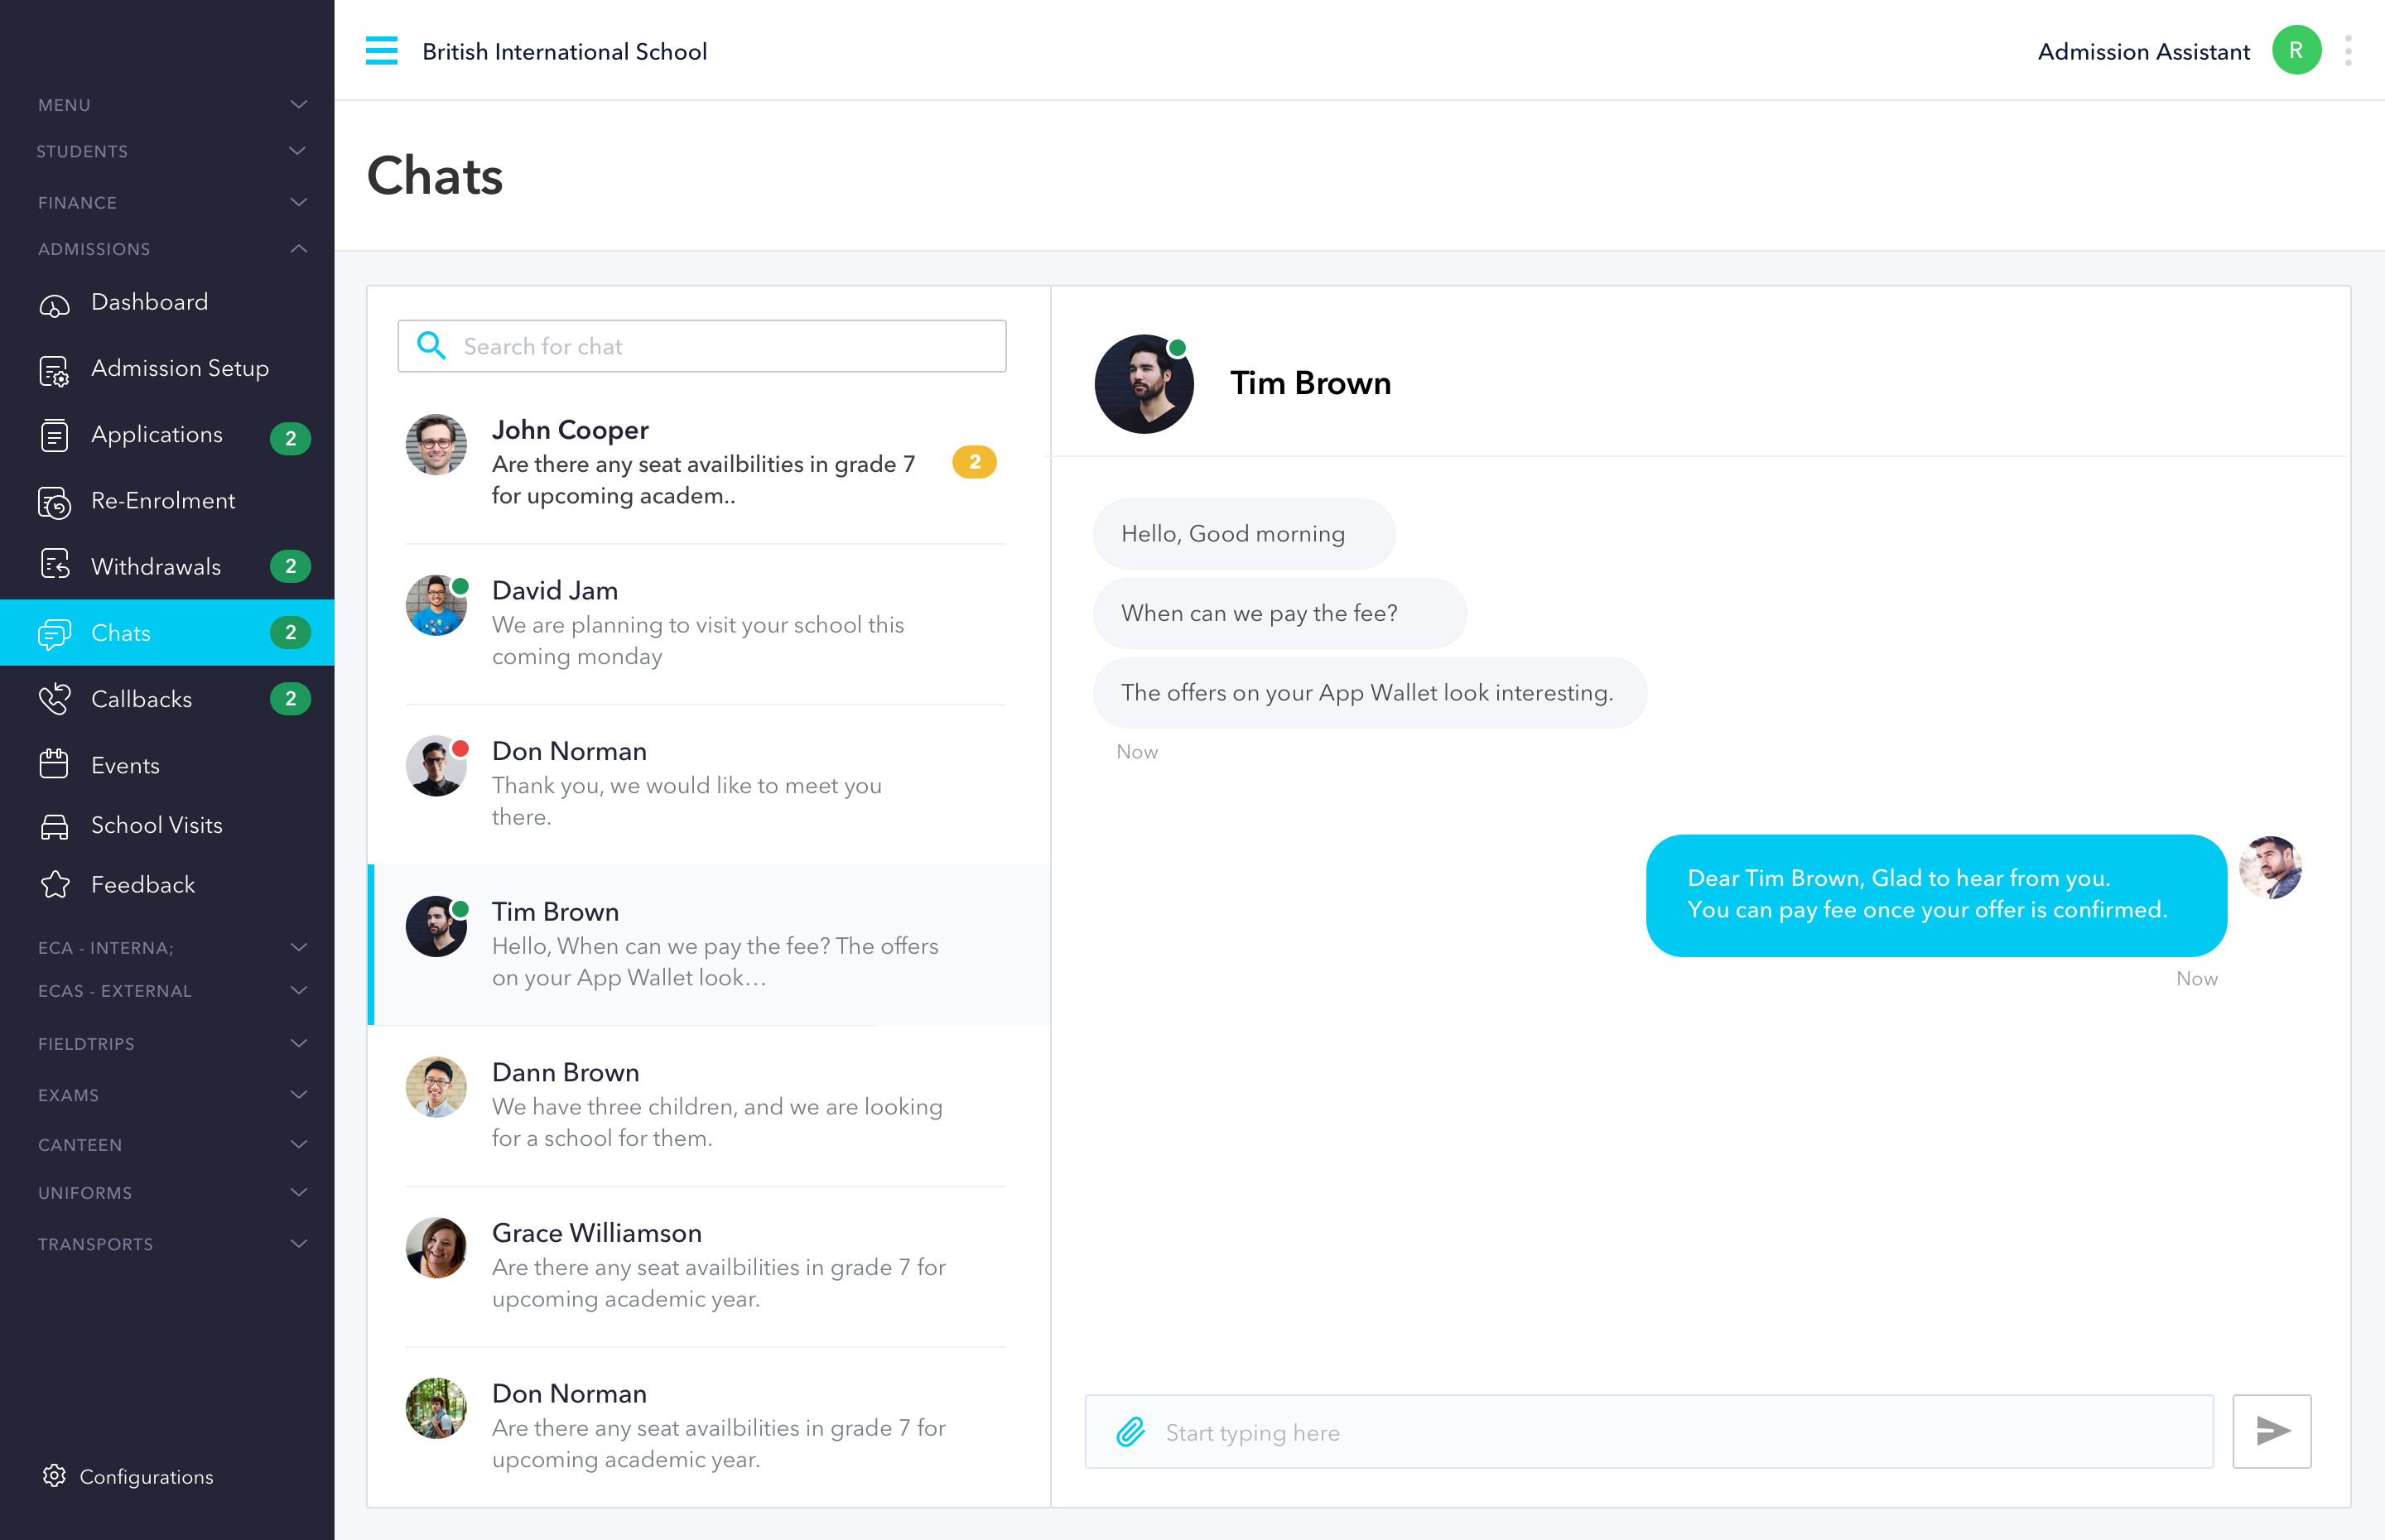 British International School
Admission Assistant
R
MENU
STUDENTS
FINANCE
ADMISSIONS
Dashboard
Admission Setup
Applications 2
Re-Enrolment
Withdrawals 2
Chats 2
Callbacks 2
Events
School Visits
Feedback
ECA - INTERNA;
ECAS - EXTERNAL
FIELDTRIPS
EXAMS
CANTEEN
UNIFORMS
TRANSPORTS
Configurations
Chats
Search for chat
John Cooper
Are there any seat availbilities in grade 7
for upcoming academ..
2
David Jam
We are planning to visit your school this
coming monday
Don Norman
Thank you, we would like to meet you
there.
Tim Brown
Hello, When can we pay the fee? The offers
on your App Wallet look...
Dann Brown
We have three children, and we are looking
for a school for them.
Grace Williamson
Are there any seat availbilities in grade 7 for
upcoming academic year.
Don Norman
Are there any seat availbilities in grade 7 for
upcoming academic year.
Tim Brown
Hello, Good morning
When can we pay the fee?
The offers on your App Wallet look interesting.
Now
Dear Tim Brown, Glad to hear from you.
You can pay fee once your offer is confirmed.
Now
Start typing here